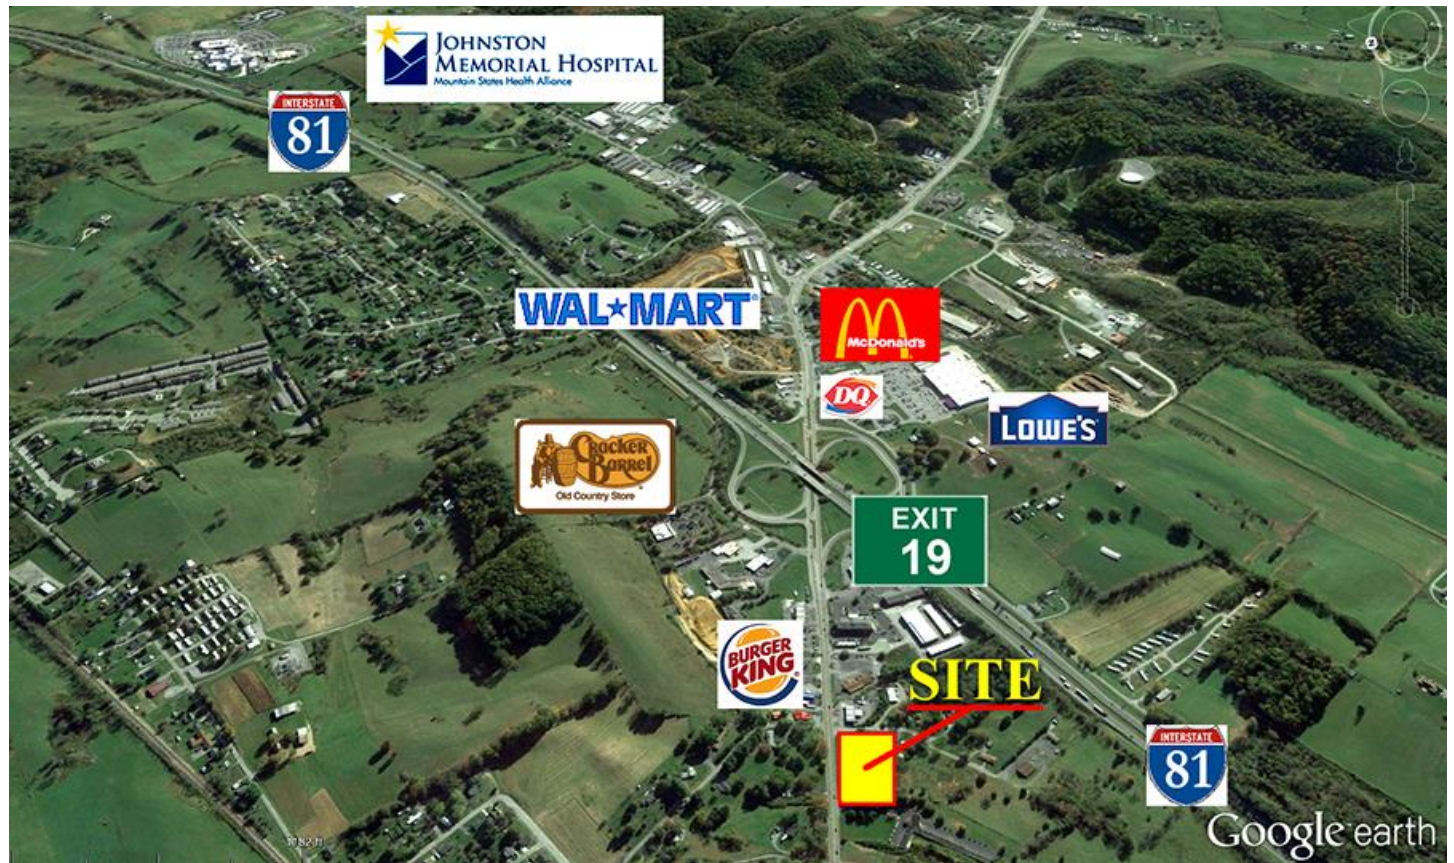 JOHNSTON
MEMORIAL HOSPITAL
Mountain States Health Alliance
INTERSTATE
81
WAL★MART®
McDonald's
DQ
LOWE'S
Cracker
Barrel
Old Country Store
EXIT
19
BURGER
KING®
SITE
INTERSTATE
81
Google earth